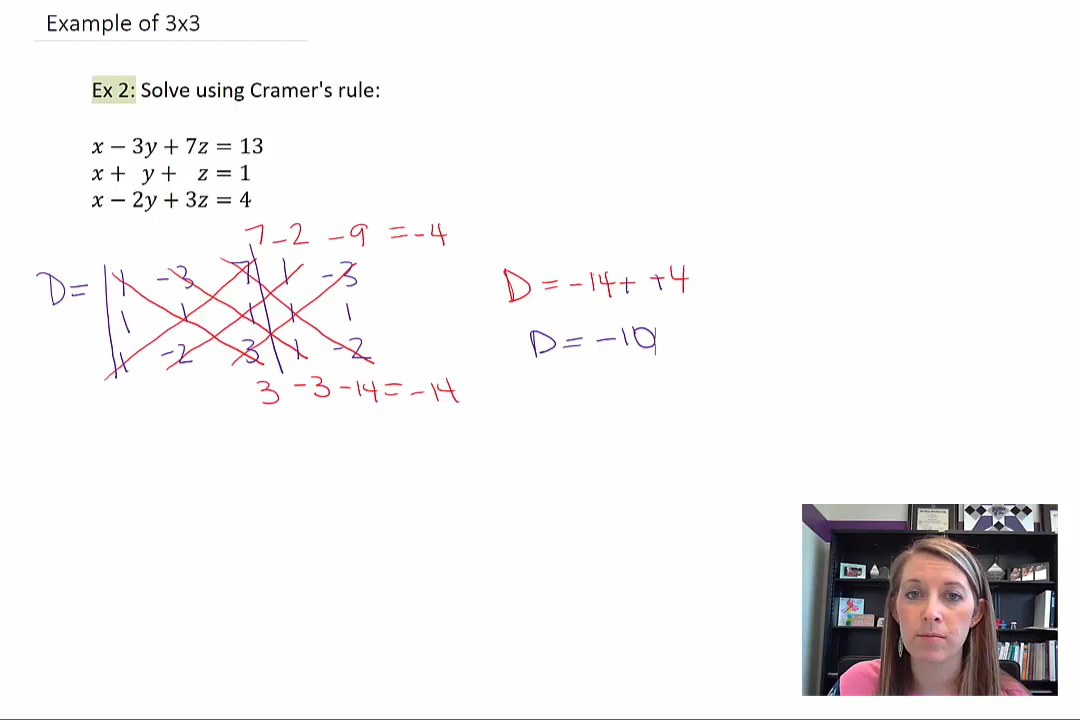 Example of 3x3
Ex 2: Solve using Cramer's rule:
x − 3y + 7z = 13
x + y + z = 1
x − 2y + 3z = 4
7 -2 -9 = -4
D = | 1 -3 7 | 1 -3
1 1 1 | 1 1
1 -2 3 | 1 -2
3 -3 -14 = -14
D = -14 + +4
D = -10